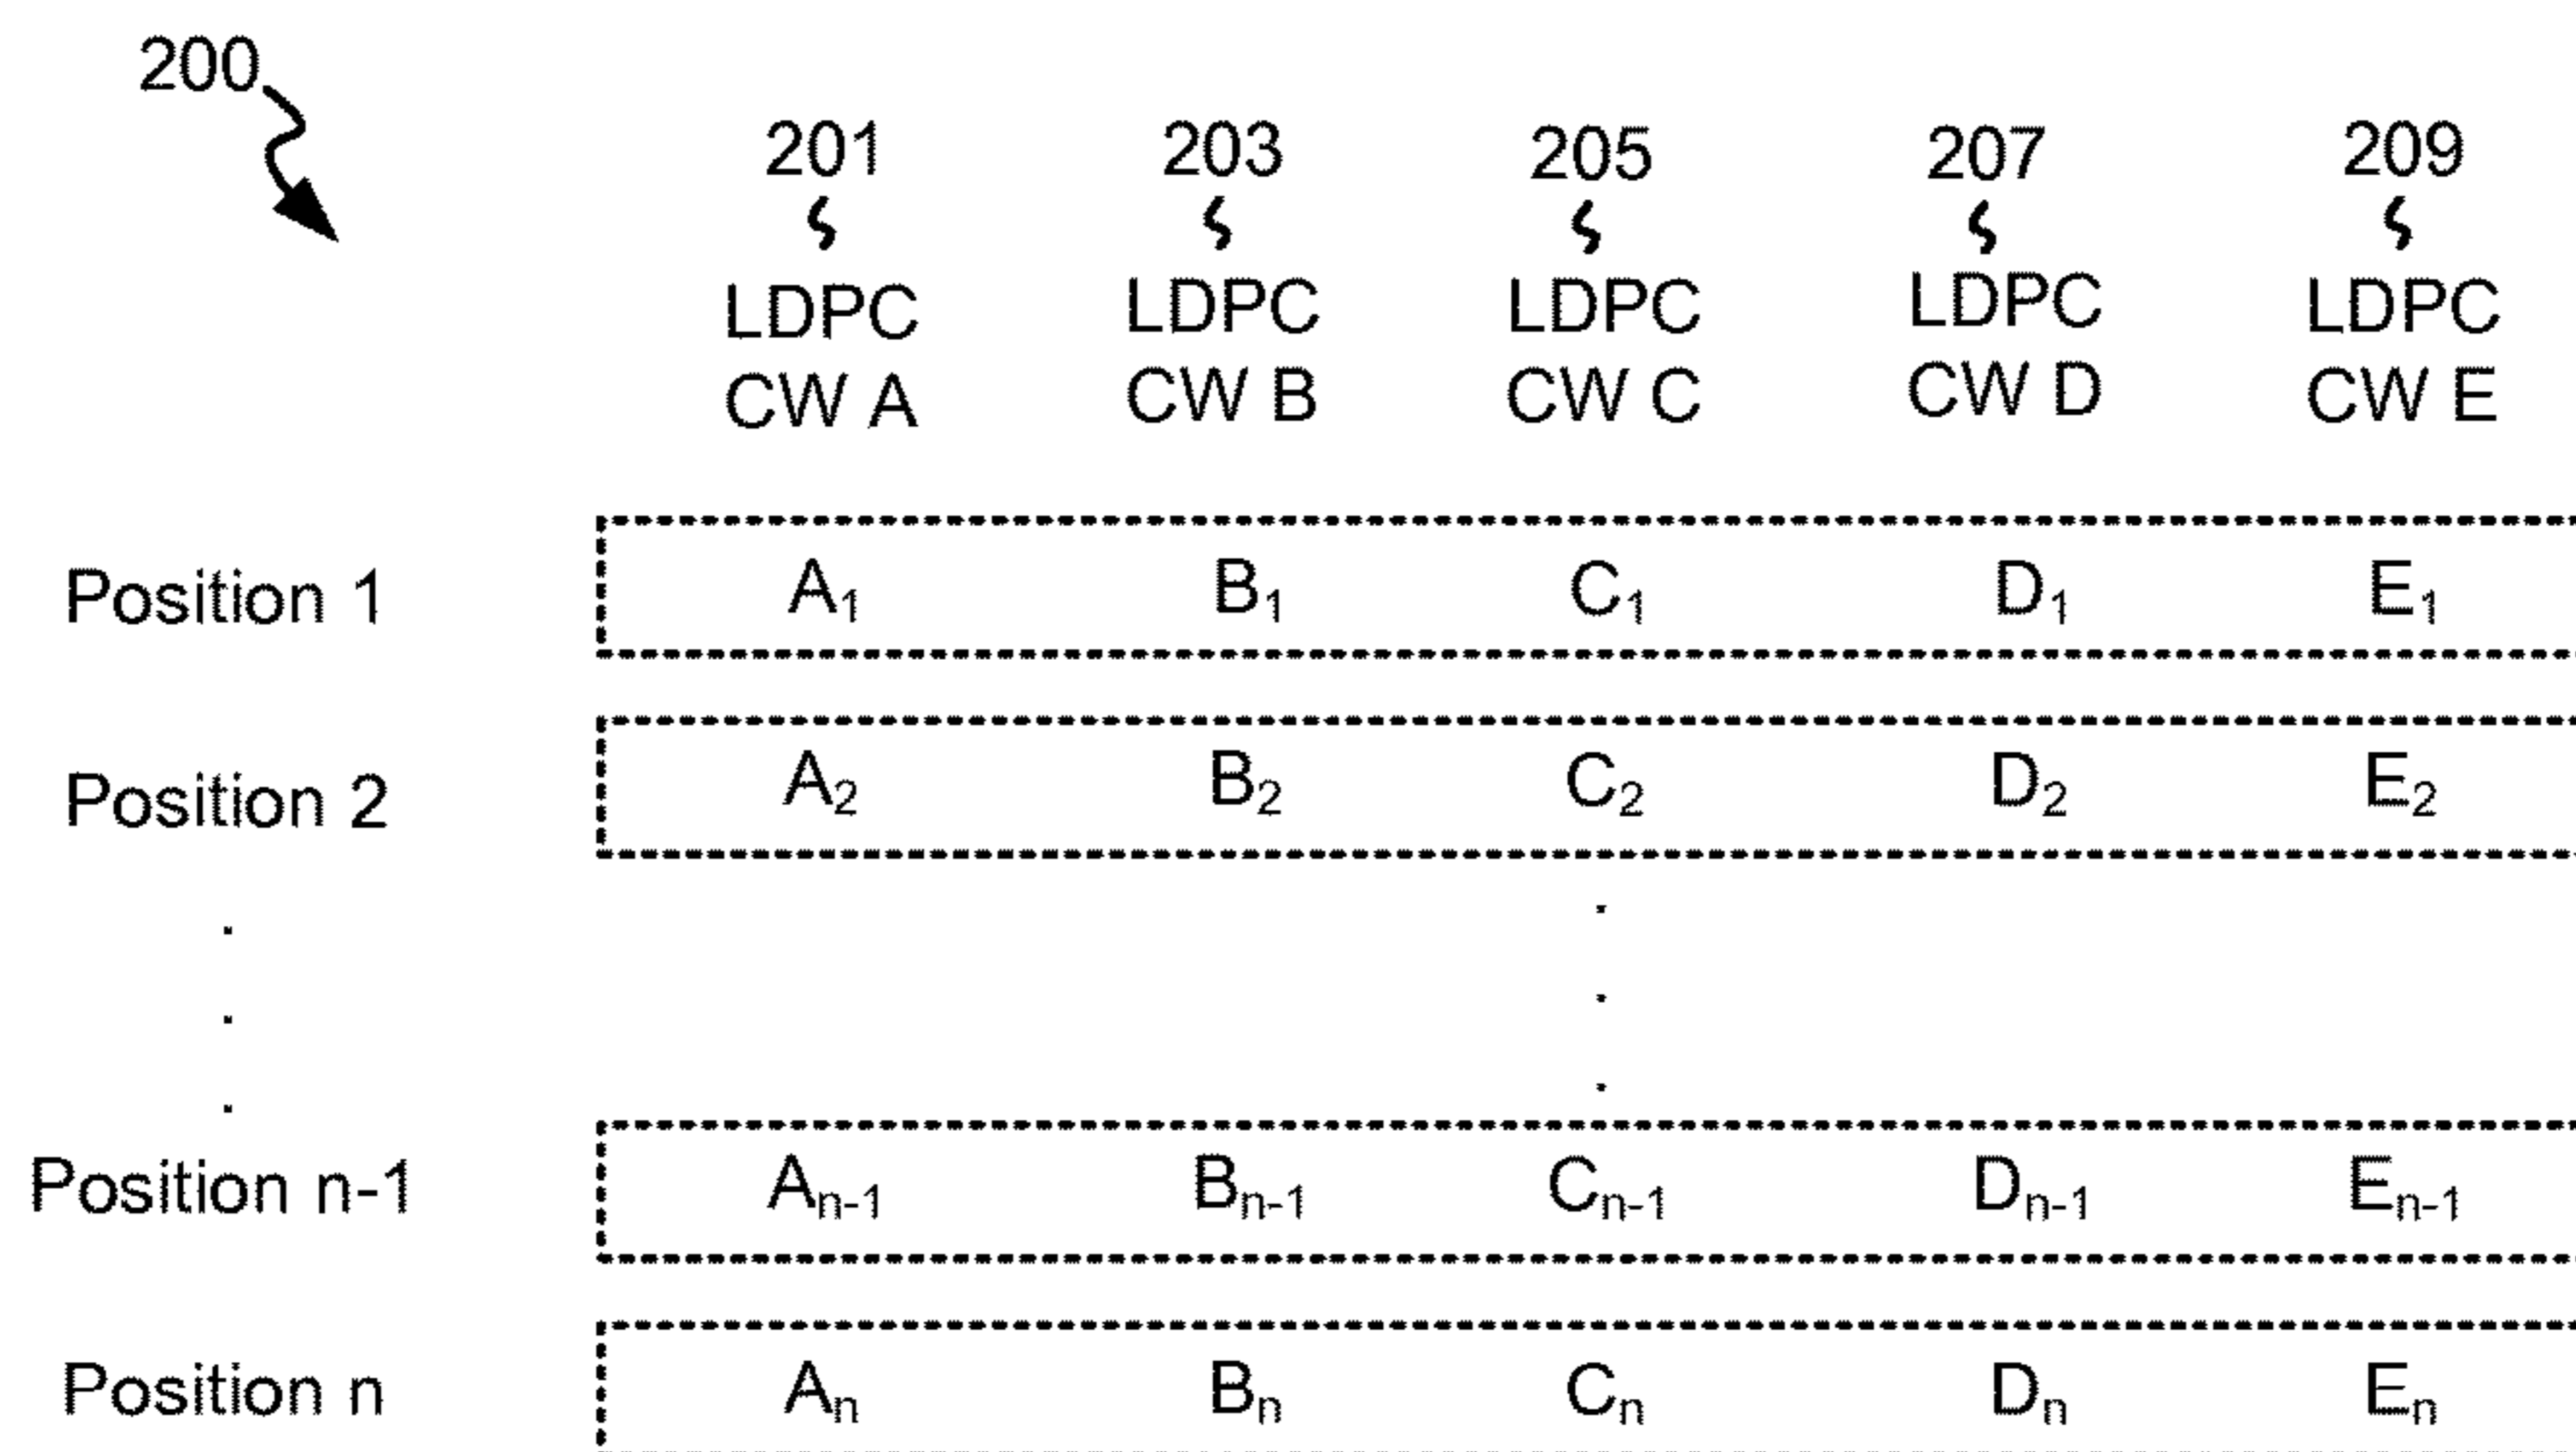 200
201 203 205 207 209
LDPC LDPC LDPC LDPC LDPC
CW A CW B CW C CW D CW E
Position 1 A₁ B₁ C₁ D₁ E₁
Position 2 A₂ B₂ C₂ D₂ E₂
. .
. .
. .
Position n-1 Aₙ₋₁ Bₙ₋₁ Cₙ₋₁ Dₙ₋₁ Eₙ₋₁
Position n Aₙ Bₙ Cₙ Dₙ Eₙ